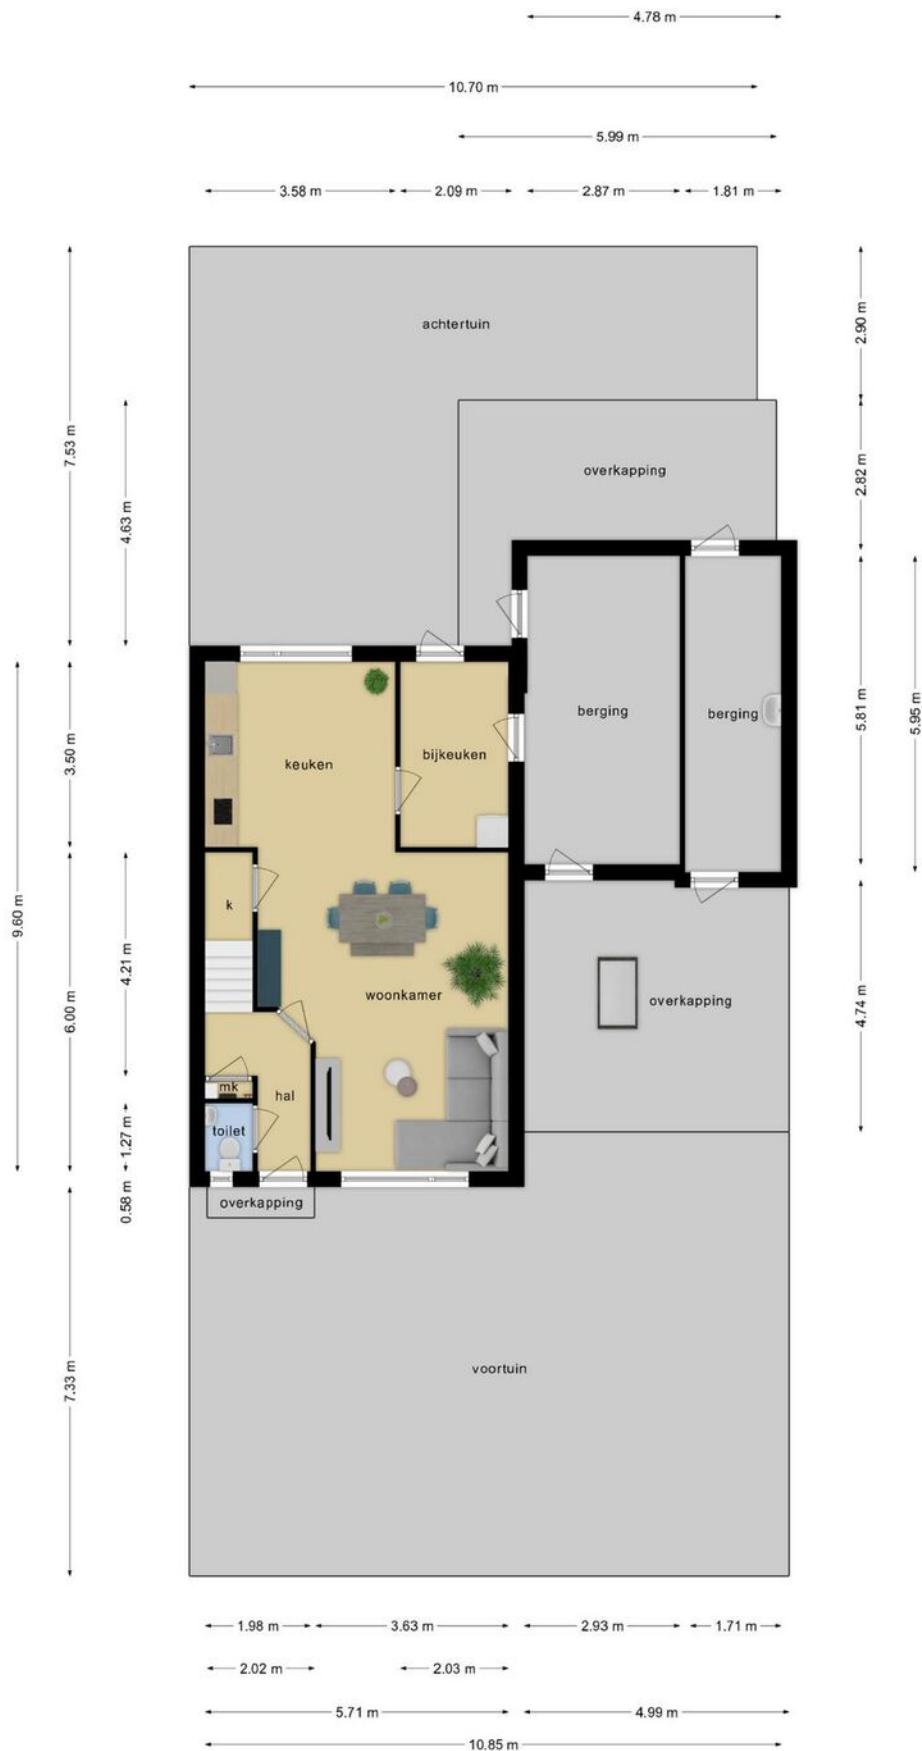 4.78 m
10.70 m
5.99 m
3.58 m
2.09 m
2.87 m
1.81 m
achtertuin
2.90 m
7.53 m
4.63 m
overkapping
2.82 m
berging
berging
5.81 m
5.95 m
3.50 m
keuken
bijkeuken
9.60 m
k
4.21 m
6.00 m
woonkamer
overkapping
4.74 m
mk
hal
toilet
1.27 m
0.58 m
overkapping
voortuin
7.33 m
1.98 m
3.63 m
2.93 m
1.71 m
2.02 m
2.03 m
5.71 m
4.99 m
10.85 m